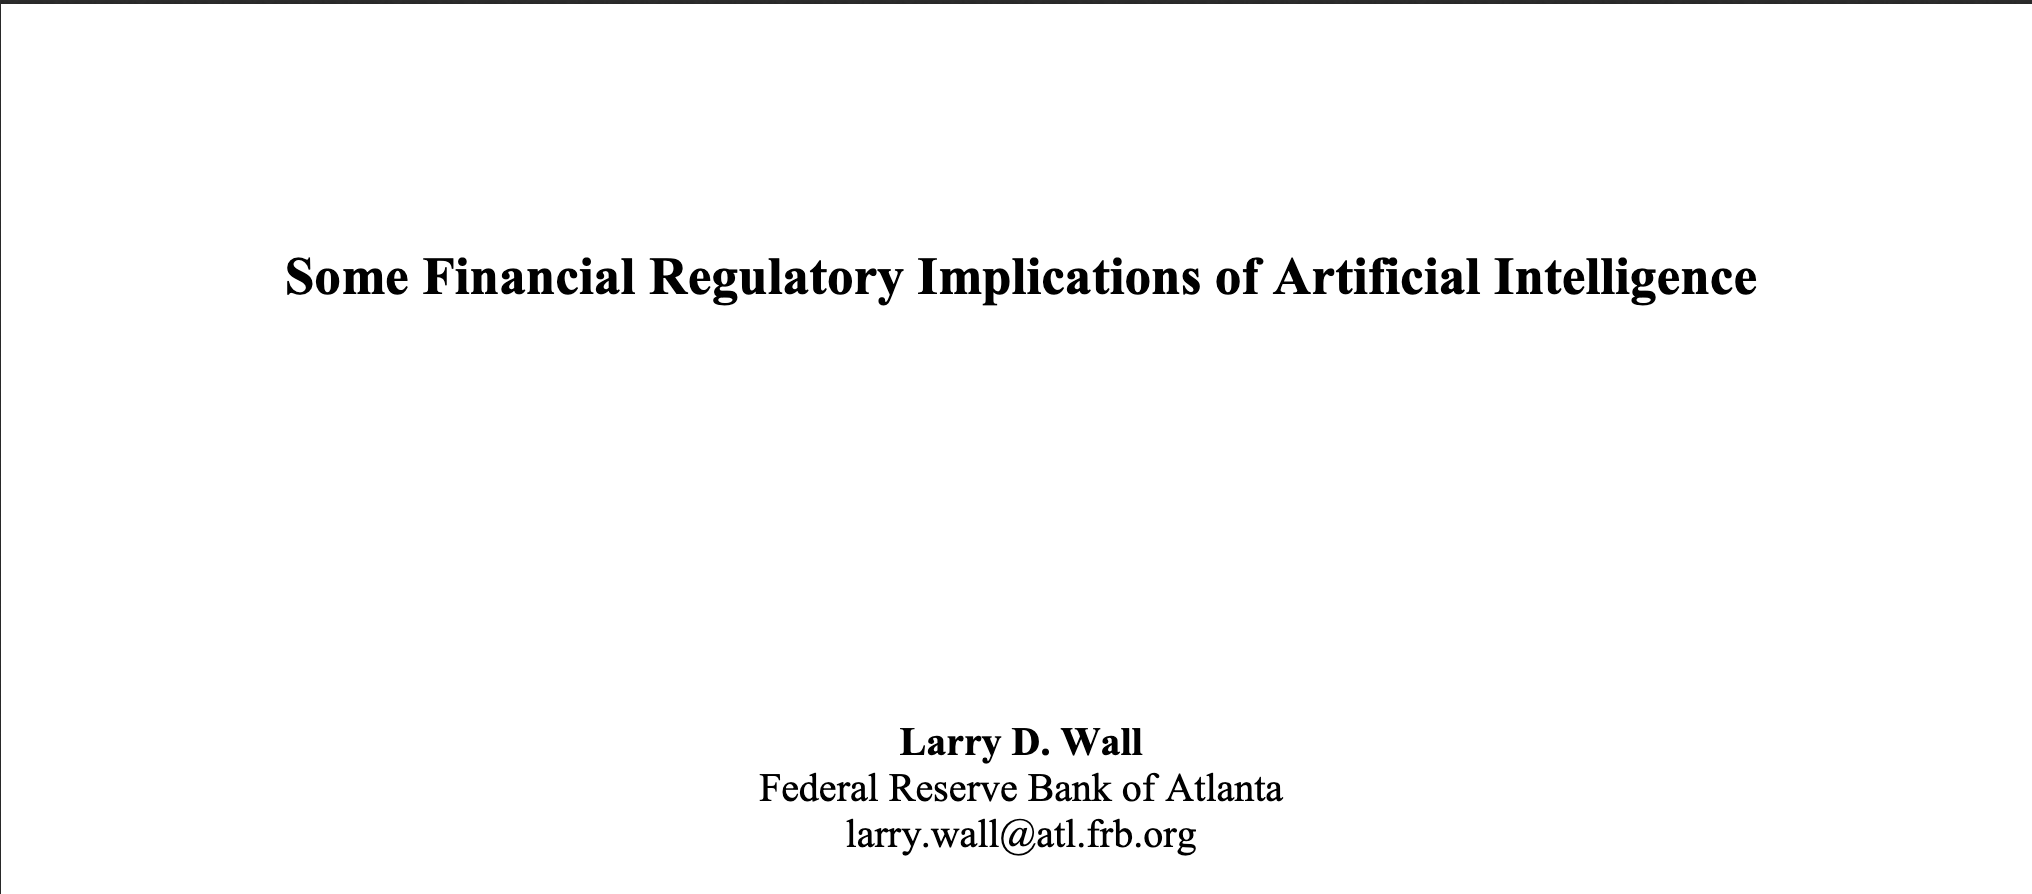 Some Financial Regulatory Implications of Artificial Intelligence
Larry D. Wall
Federal Reserve Bank of Atlanta
larry.wall@atl.frb.org